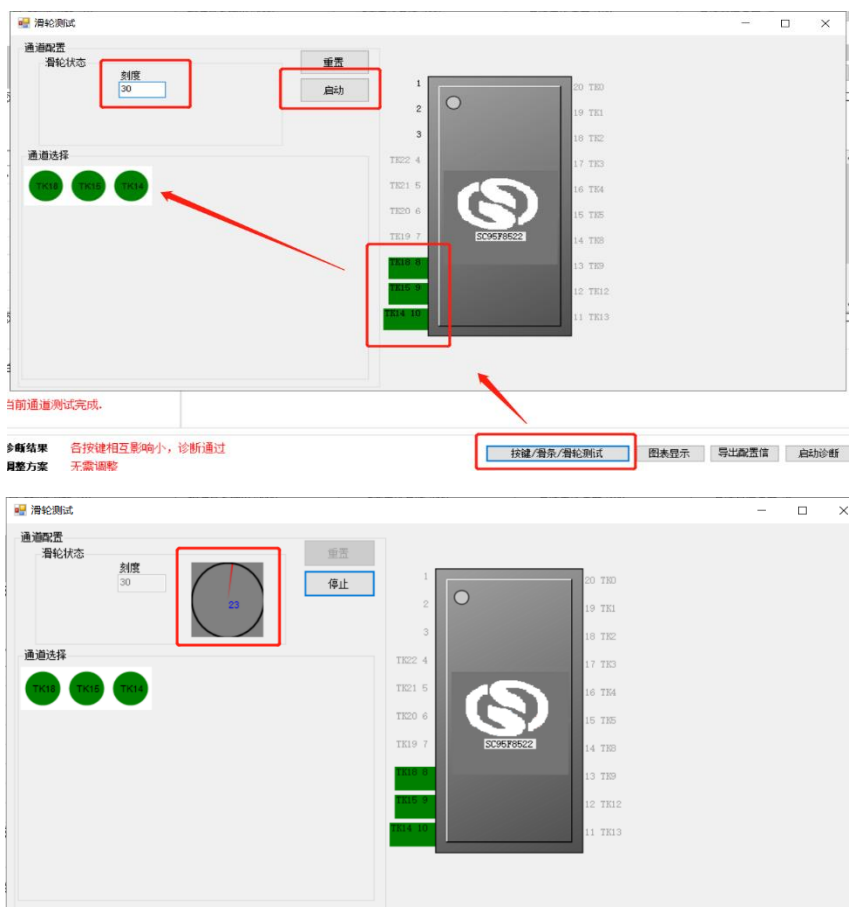 滑轮测试
通道配置
滑轮状态
刻度
30
重置
启动
通道选择
TK18 TK15 TK14
1
2
3
TK22 4
TK21 5
TK20 6
TK19 7
TK18 8
TK15 9
TK14 10
SC95F8522
20 TK0
19 TK1
18 TK2
17 TK3
16 TK4
15 TK5
14 TK8
13 TK9
12 TK12
11 TK13
当前通道测试完成.
诊断结果 各按键相互影响小，诊断通过
调整方案 无需调整
按键/滑条/滑轮测试 图表显示 导出配置信 启动诊断
滑轮测试
通道配置
滑轮状态
刻度
30
23
重置
停止
通道选择
TK18 TK15 TK14
1
2
3
TK22 4
TK21 5
TK20 6
TK19 7
TK18 8
TK15 9
TK14 10
SC95F8522
20 TK0
19 TK1
18 TK2
17 TK3
16 TK4
15 TK5
14 TK8
13 TK9
12 TK12
11 TK13